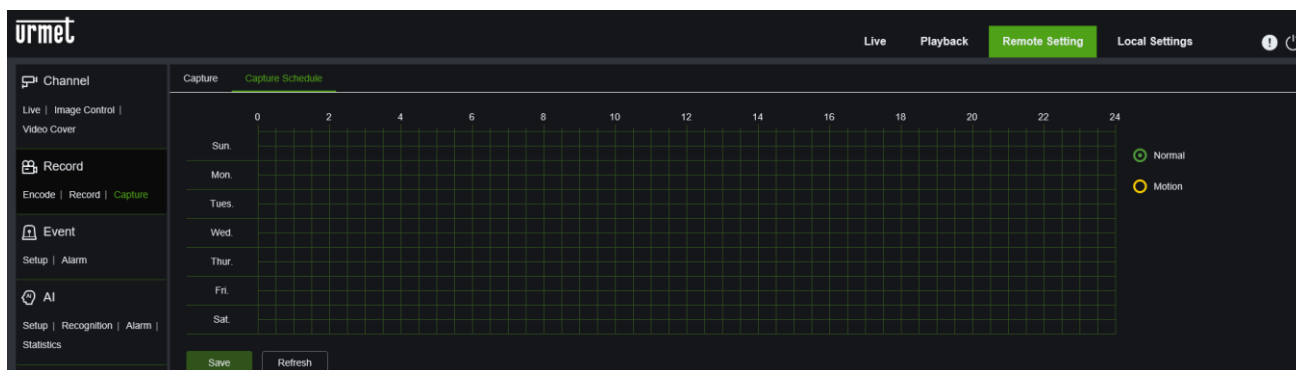 urmet
Live Playback Remote Setting Local Settings
Channel
Live | Image Control |
Video Cover
Record
Encode | Record | Capture
Event
Setup | Alarm
AI
Setup | Recognition | Alarm |
Statistics
Capture Capture Schedule
0 2 4 6 8 10 12 14 16 18 20 22 24
Sun.
Mon.
Tues.
Wed.
Thur.
Fri.
Sat.
Normal
Motion
Save Refresh